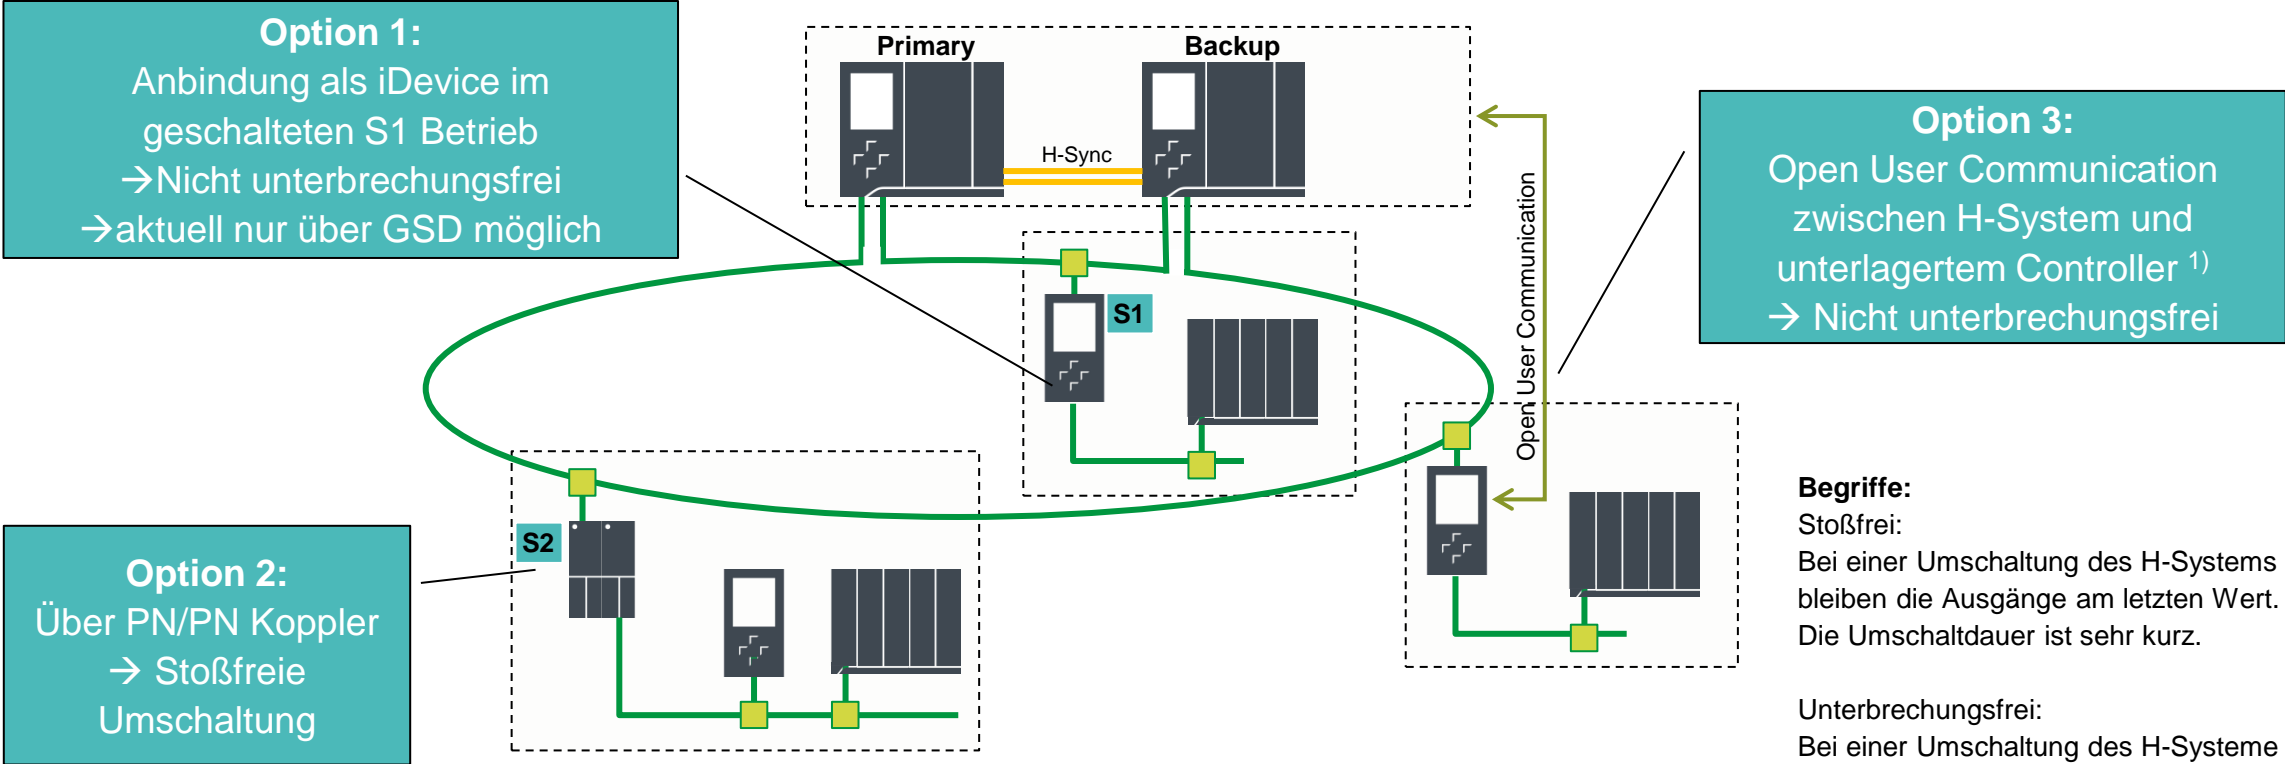 Option 1:
Anbindung als iDevice im
geschalteten S1 Betrieb
→Nicht unterbrechungsfrei
→aktuell nur über GSD möglich
Primary
Backup
H-Sync
Open User Communication
Option 3:
Open User Communication
zwischen H-System und
unterlagertem Controller 1)
→ Nicht unterbrechungsfrei
S1
S2
Option 2:
Über PN/PN Koppler
→ Stoßfreie
Umschaltung
Begriffe:
Stoßfrei:
Bei einer Umschaltung des H-Systems
bleiben die Ausgänge am letzten Wert.
Die Umschaltdauer ist sehr kurz.
Unterbrechungsfrei:
Bei einer Umschaltung des H-Systeme